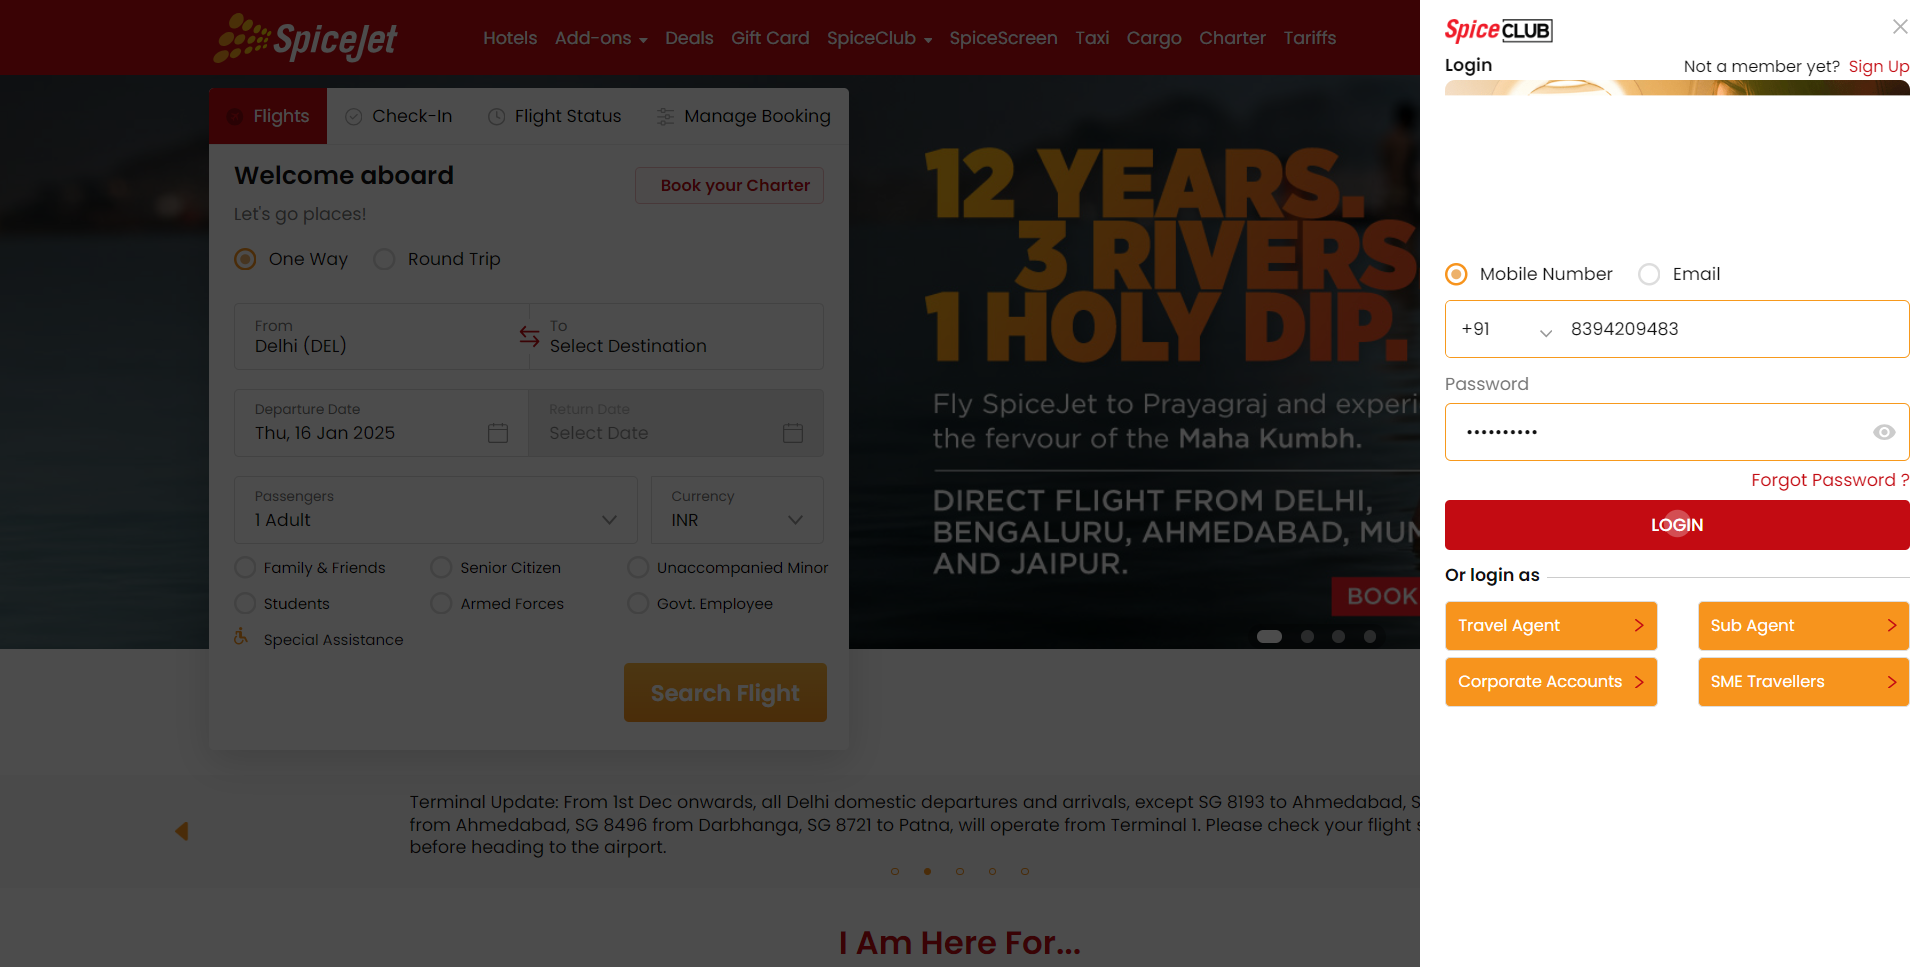 SpiceJet
Hotels
Add-ons
Deals
Gift Card
SpiceClub
SpiceScreen
Taxi
Cargo
Charter
Tariffs
Flights
Check-In
Flight Status
Manage Booking
Welcome aboard
Book your Charter
Let's go places!
One Way
Round Trip
From
Delhi (DEL)
To
Select Destination
Departure Date
Thu, 16 Jan 2025
Return Date
Select Date
Passengers
1 Adult
Currency
INR
Family & Friends
Senior Citizen
Unaccompanied Minor
Students
Armed Forces
Govt. Employee
Special Assistance
Search Flight
12 YEARS.
3 RIVERS
1 HOLY DIP.
Fly SpiceJet to Prayagraj and experi
the fervour of the Maha Kumbh.
DIRECT FLIGHT FROM DELHI,
BENGALURU, AHMEDABAD, MUM
AND JAIPUR.
BOOK
Terminal Update: From 1st Dec onwards, all Delhi domestic departures and arrivals, except SG 8193 to Ahmedabad, S
from Ahmedabad, SG 8496 from Darbhanga, SG 8721 to Patna, will operate from Terminal 1. Please check your flight s
before heading to the airport.
I Am Here For...
SpiceCLUB
Login
Not a member yet? Sign Up
Mobile Number
Email
+91
8394209483
Password
••••••••••
Forgot Password ?
LOGIN
Or login as
Travel Agent
Sub Agent
Corporate Accounts
SME Travellers